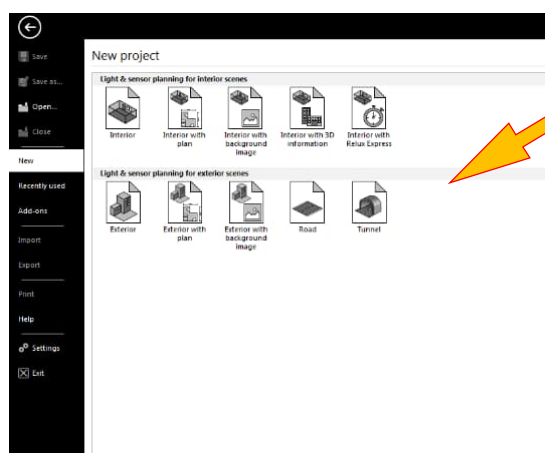 New project
Save
Save as...
Open...
Close
New
Recently used
Add-ons
Import
Export
Print
Help
Settings
Exit
Light & sensor planning for interior scenes
Interior
Interior with
plan
Interior with
background
image
Interior with 3D
information
Interior with
Relux Express
Light & sensor planning for exterior scenes
Exterior
Exterior with
plan
Exterior with
background
image
Road
Tunnel